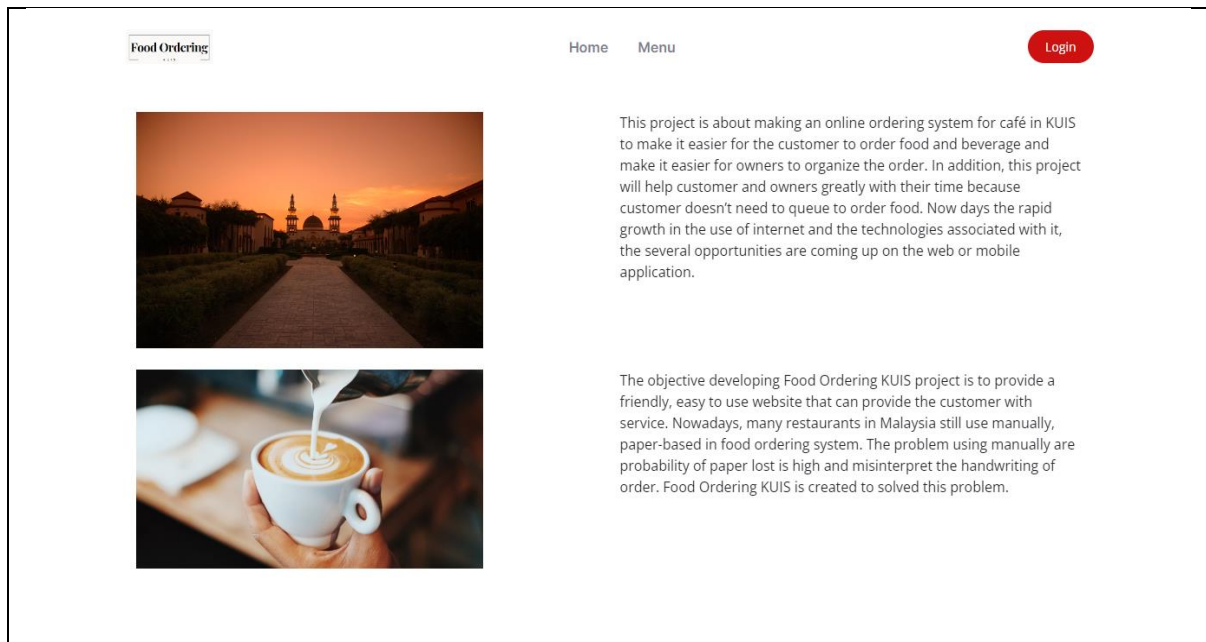 Food Ordering
Home
Menu
Login
This project is about making an online ordering system for café in KUIS
to make it easier for the customer to order food and beverage and
make it easier for owners to organize the order. In addition, this project
will help customer and owners greatly with their time because
customer doesn’t need to queue to order food. Now days the rapid
growth in the use of internet and the technologies associated with it,
the several opportunities are coming up on the web or mobile
application.
The objective developing Food Ordering KUIS project is to provide a
friendly, easy to use website that can provide the customer with
service. Nowadays, many restaurants in Malaysia still use manually,
paper-based in food ordering system. The problem using manually are
probability of paper lost is high and misinterpret the handwriting of
order. Food Ordering KUIS is created to solved this problem.